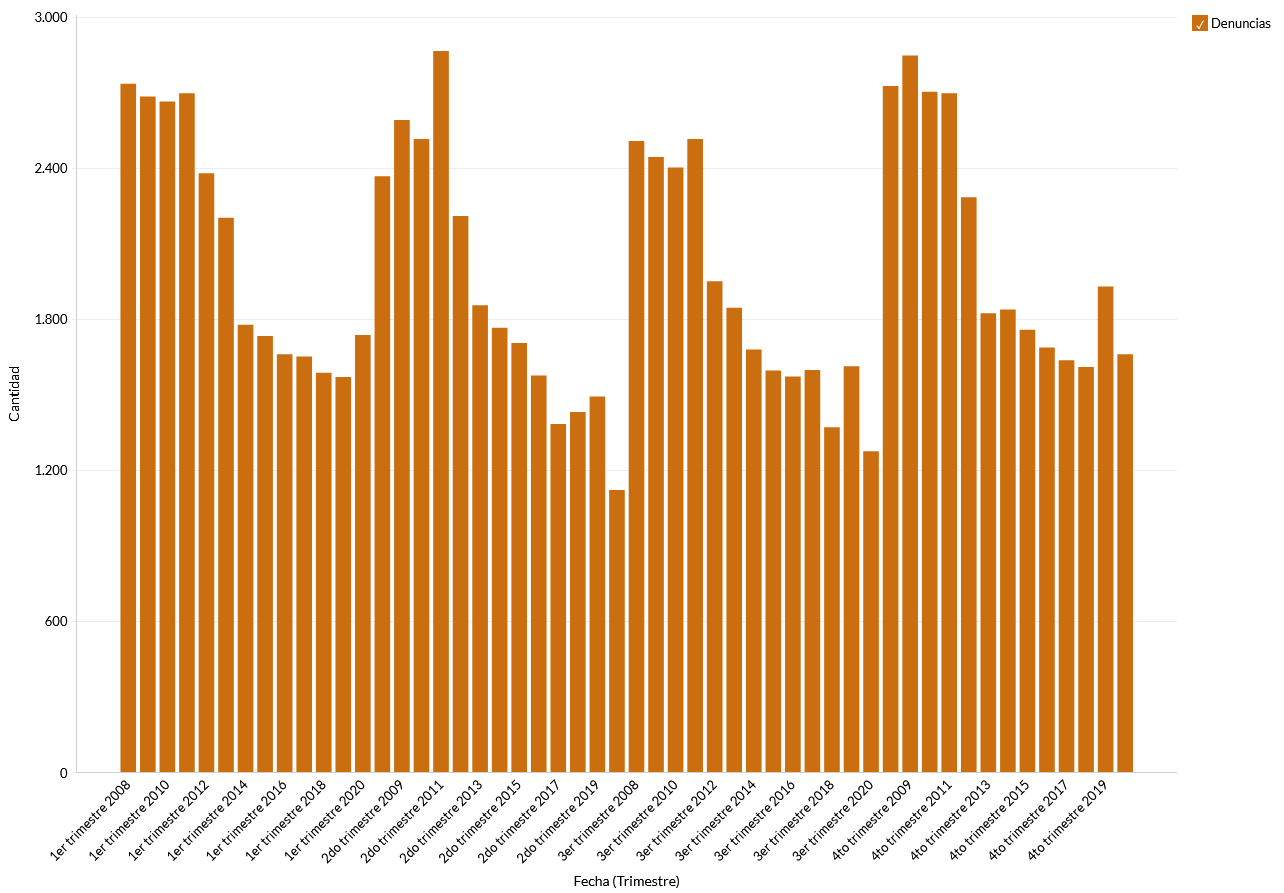 3.000
2.400
1.800
1.200
600
0
Cantidad
Denuncias
1er trimestre 2008
1er trimestre 2010
1er trimestre 2012
1er trimestre 2014
1er trimestre 2016
1er trimestre 2018
1er trimestre 2020
2do trimestre 2009
2do trimestre 2011
2do trimestre 2013
2do trimestre 2015
2do trimestre 2017
2do trimestre 2019
3er trimestre 2008
3er trimestre 2010
3er trimestre 2012
3er trimestre 2014
3er trimestre 2016
3er trimestre 2018
3er trimestre 2020
4to trimestre 2009
4to trimestre 2011
4to trimestre 2013
4to trimestre 2015
4to trimestre 2017
4to trimestre 2019
Fecha (Trimestre)